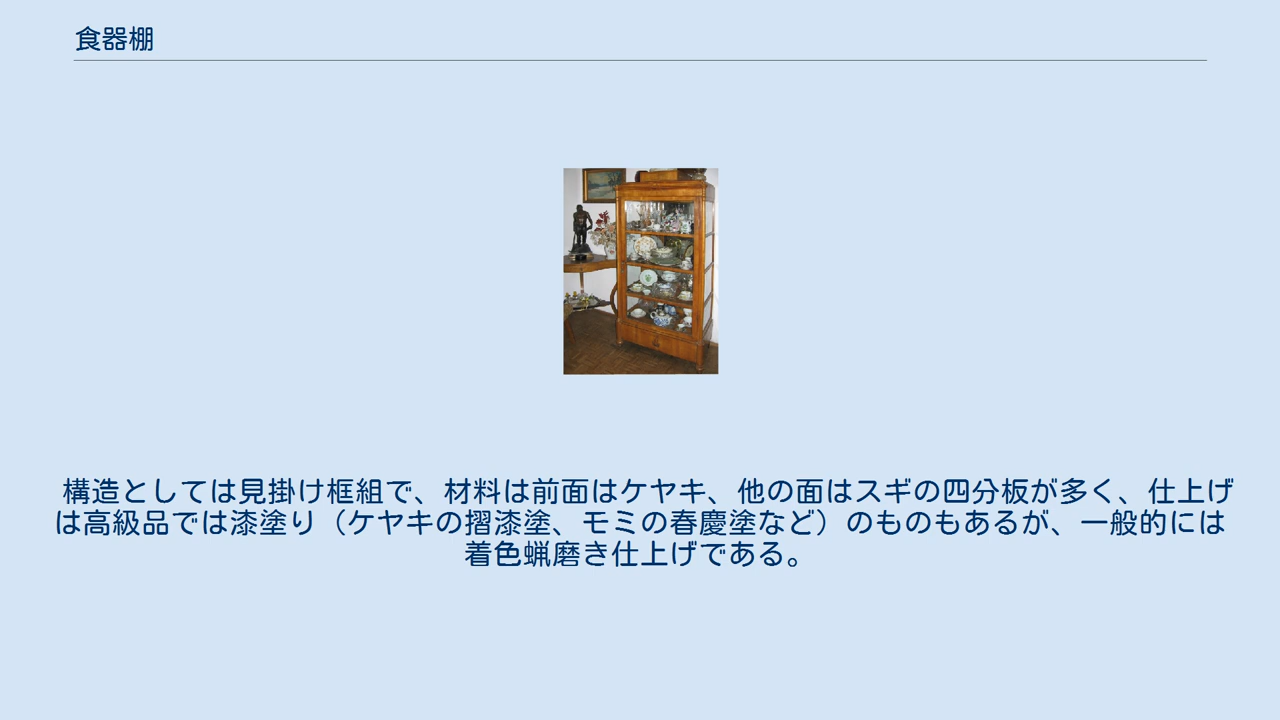 食器棚
構造としては見掛け框組で、材料は前面はケヤキ、他の面はスギの四分板が多く、仕上げ
は高級品では漆塗り（ケヤキの摺漆塗、モミの春慶塗など）のものもあるが、一般的には
着色蝋磨き仕上げである。